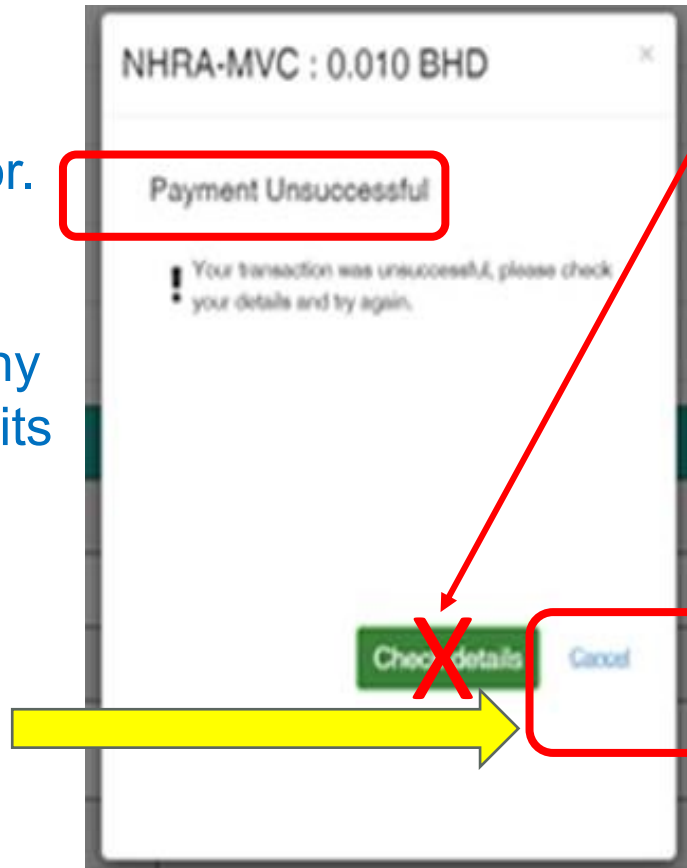 NHRA-MVC : 0.010 BHD ×
or.
Payment Unsuccessful
! Your transaction was unsuccessful, please check
your details and try again.
ny
its
Check details X Cancel